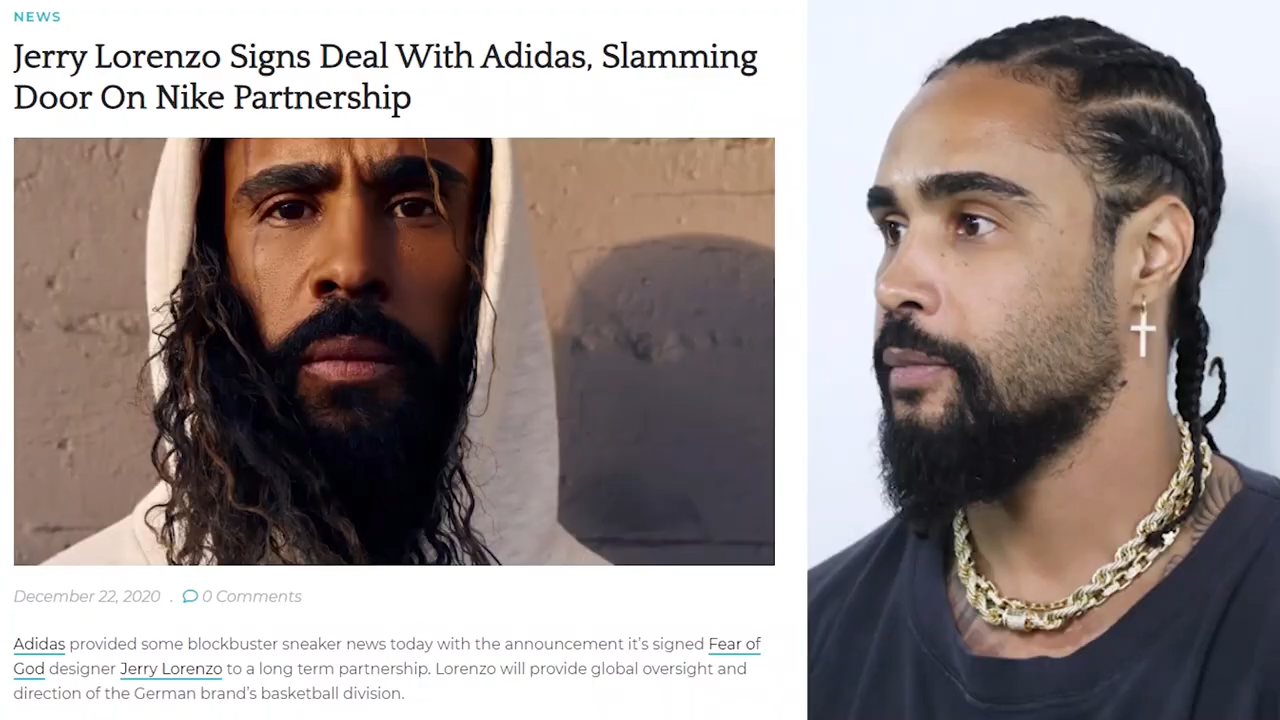 NEWS
Jerry Lorenzo Signs Deal With Adidas, Slamming
Door On Nike Partnership
December 22, 2020 . 0 Comments
Adidas provided some blockbuster sneaker news today with the announcement it's signed Fear of
God designer Jerry Lorenzo to a long term partnership. Lorenzo will provide global oversight and
direction of the German brand's basketball division.